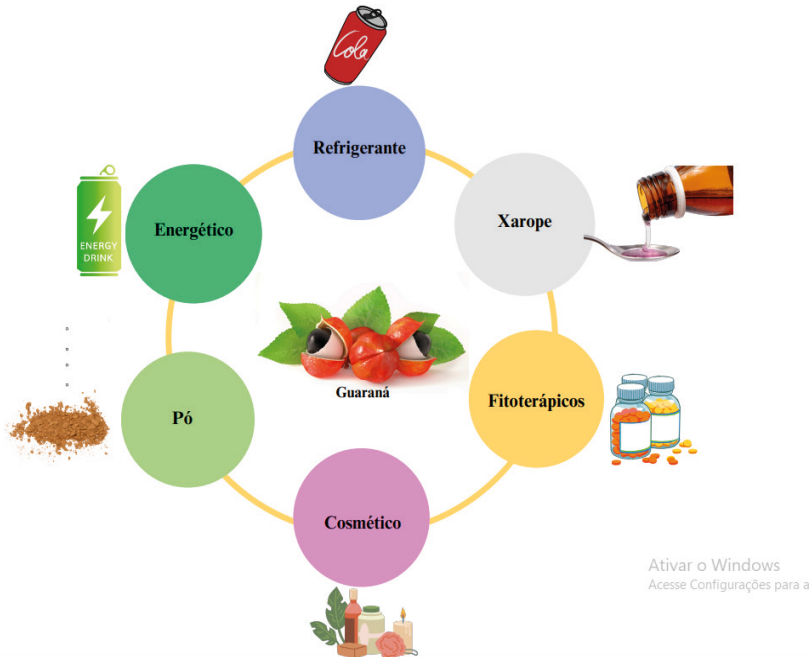 Cola
Refrigerante
Xarope
Energético
ENERGY
DRINK
Guaraná
Fitoterápicos
Pó
Cosmético
Ativar o Windows
Acesse Configurações para a